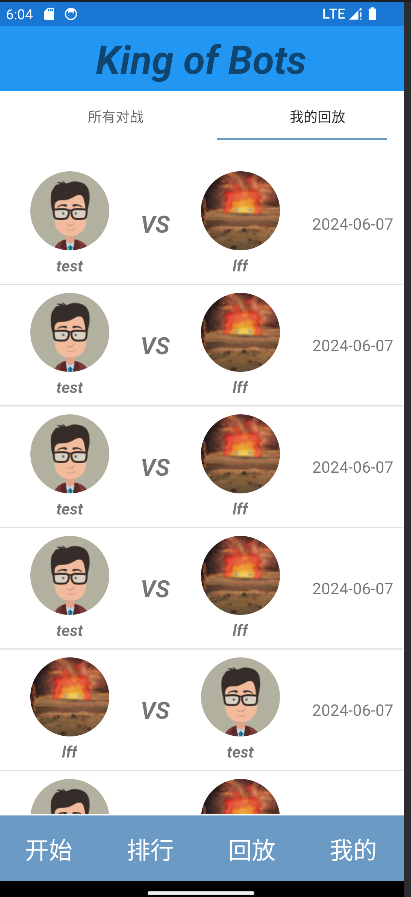 6:04 LTE
King of Bots
所有对战 我的回放
VS 2024-06-07
test lff
VS 2024-06-07
test lff
VS 2024-06-07
test lff
VS 2024-06-07
test lff
VS 2024-06-07
lff test
开始 排行 回放 我的